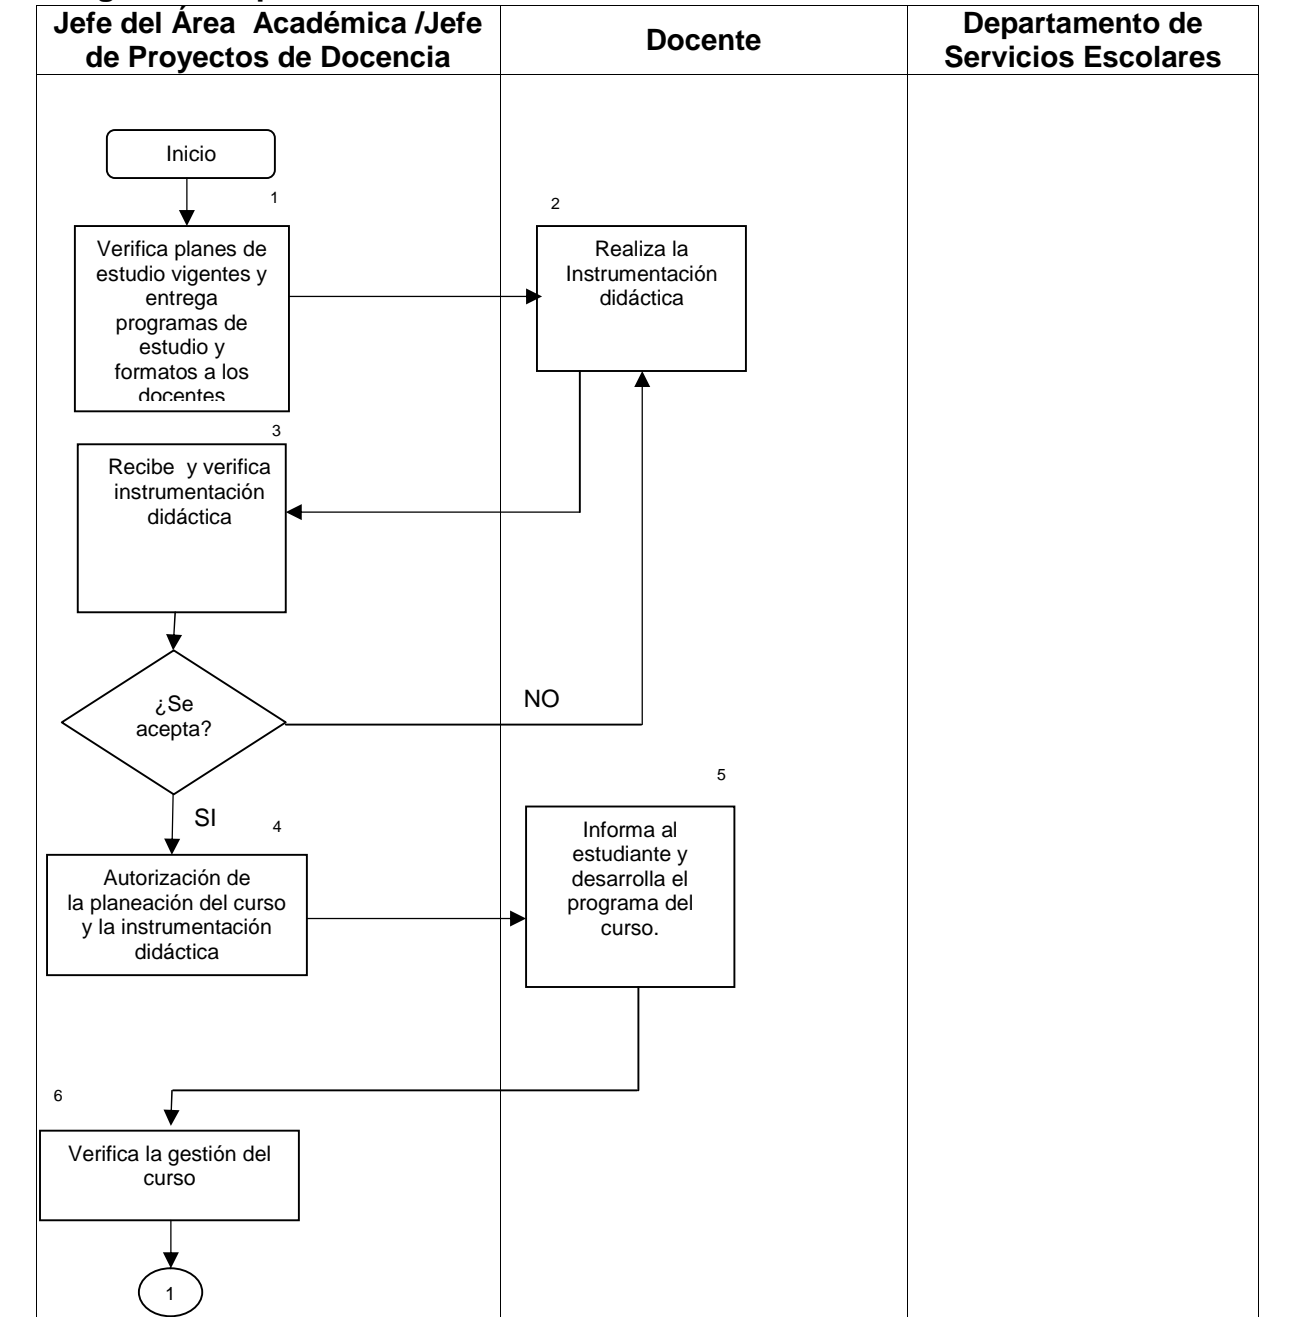 Jefe del Área  Académica /Jefe
de Proyectos de Docencia
Docente
Departamento de
Servicios Escolares
Inicio
1
Verifica planes de
estudio vigentes y
entrega
programas de
estudio y
formatos a los
docentes
2
Realiza la
Instrumentación
didáctica
3
Recibe  y verifica
instrumentación
didáctica
¿Se
acepta?
NO
SI
4
Autorización de
la planeación del curso
y la instrumentación
didáctica
5
Informa al
estudiante y
desarrolla el
programa del
curso.
6
Verifica la gestión del
curso
1